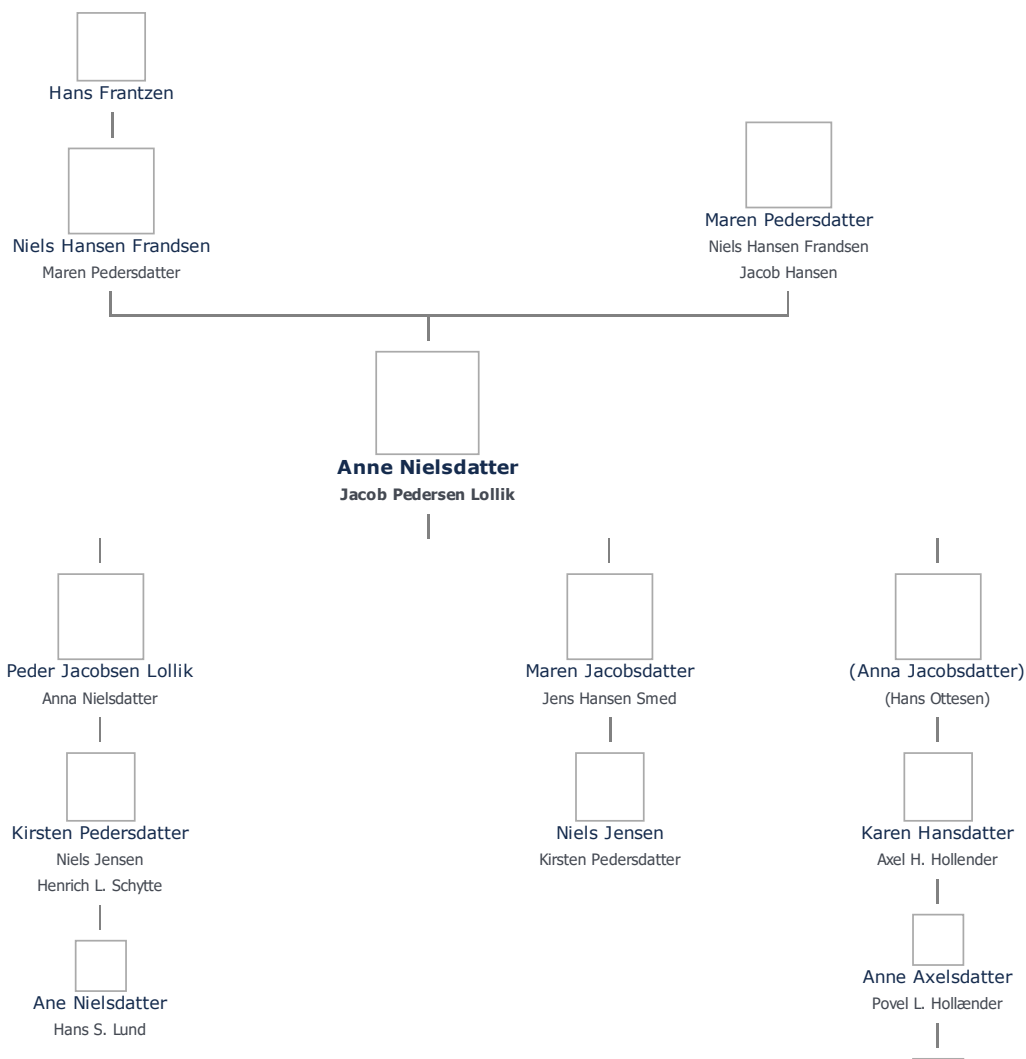 Hans Frantzen
Niels Hansen Frandsen
Maren Pedersdatter
Maren Pedersdatter
Niels Hansen Frandsen
Jacob Hansen
Anne Nielsdatter
Jacob Pedersen Lollik
Peder Jacobsen Lollik
Anna Nielsdatter
Maren Jacobsdatter
Jens Hansen Smed
(Anna Jacobsdatter)
(Hans Ottesen)
Kirsten Pedersdatter
Niels Jensen
Henrich L. Schytte
Niels Jensen
Kirsten Pedersdatter
Karen Hansdatter
Axel H. Hollender
Ane Nielsdatter
Hans S. Lund
Anne Axelsdatter
Povel L. Hollænder